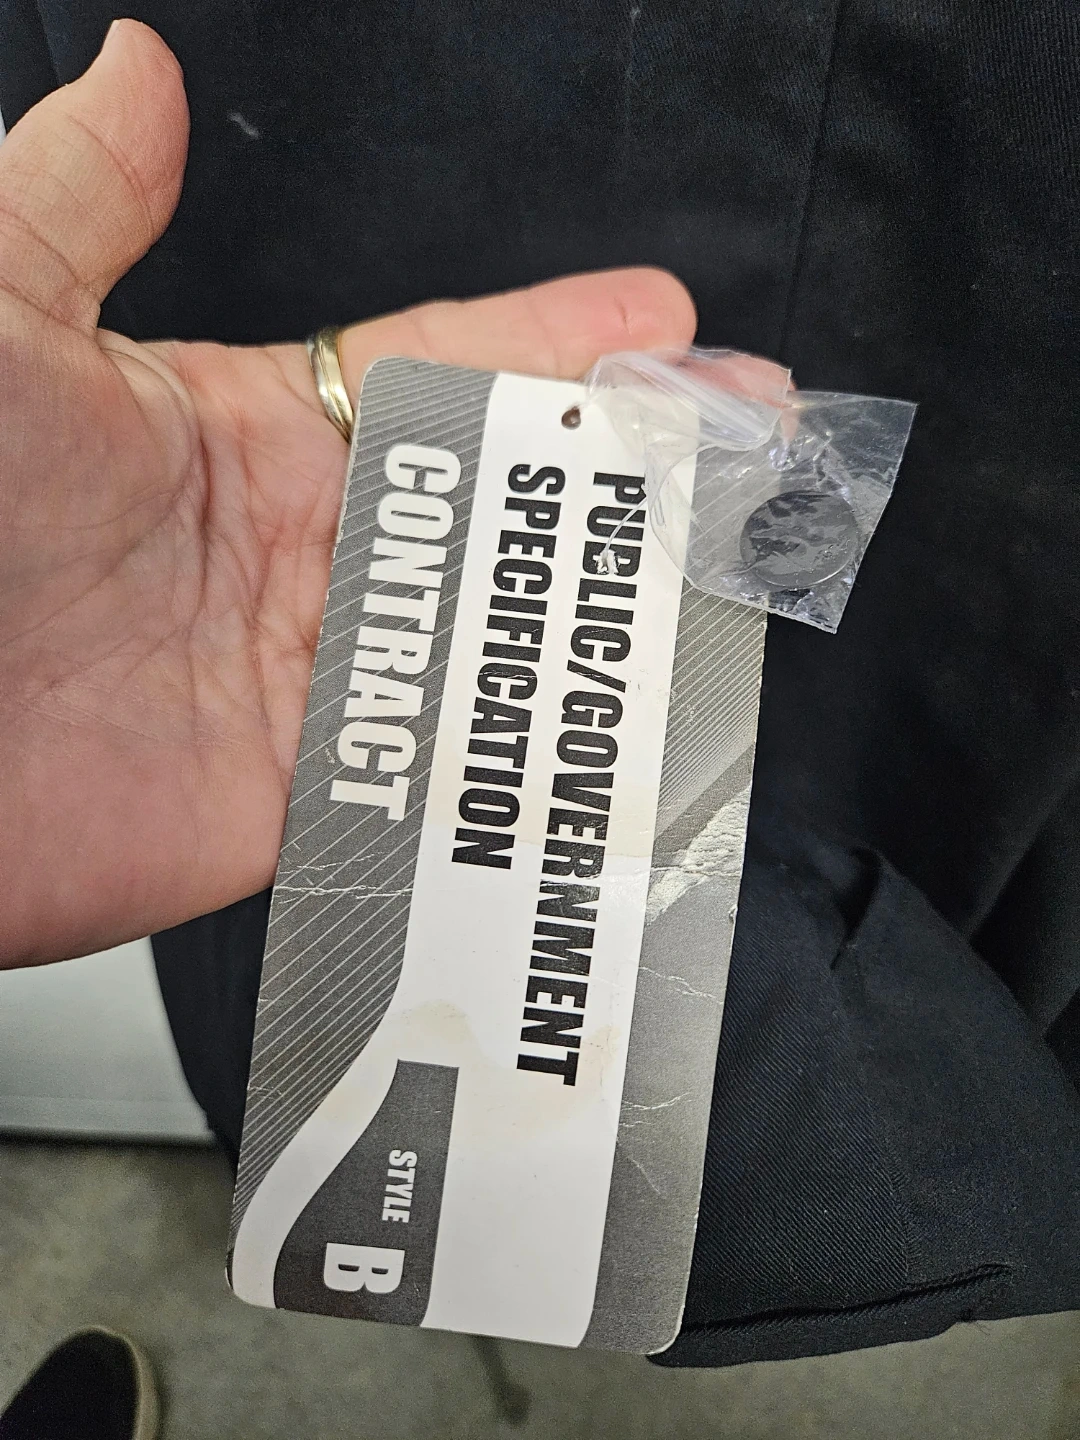 PUBLIC/GOVERNMENT
SPECIFICATION
CONTRACT
STYLE
B